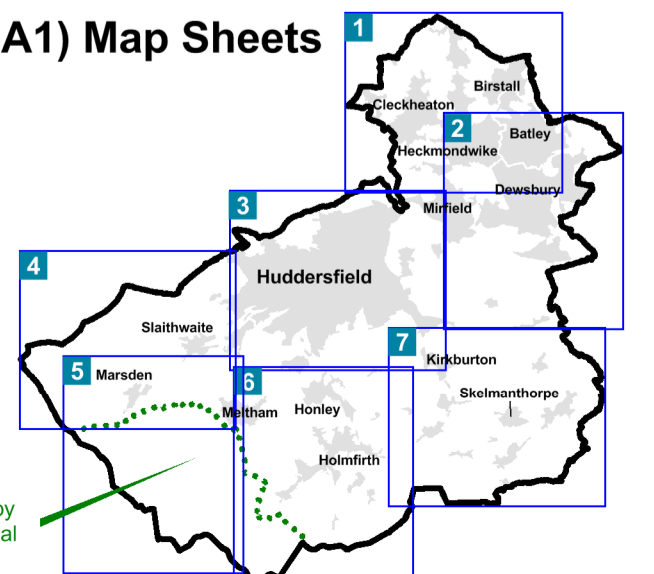 A1) Map Sheets
1
Birstall
Cleckheaton
2
Batley
Heckmondwike
Dewsbury
3
Mirfield
4
Huddersfield
Slaithwaite
7
Kirkburton
5
Marsden
6
Skelmanthorpe
Meltham
Honley
Holmfirth
al